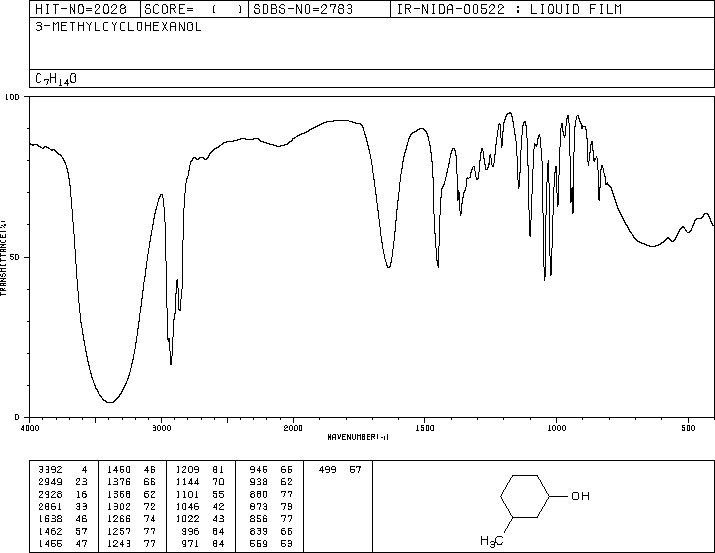 HIT-NO=2028 SCORE= ( ) SDBS-NO=2783 IR-NIDA-00522 : LIQUID FILM
3-METHYLCYCLOHEXANOL
C7H14O
100
50
0
TRANSMITTANCE(%)
4000 3000 2000 1500 1000 500
WAVENUMBER(-1)
3392 4 1450 46 1209 81 946 66 499 57
2949 23 1376 66 1144 70 938 62
2928 16 1368 62 1101 55 880 77
2861 33 1302 72 1046 42 873 79
1638 46 1266 74 1022 43 856 77
1462 57 1257 77 996 64 839 66
1455 47 1243 77 971 84 559 53
OH
H3C